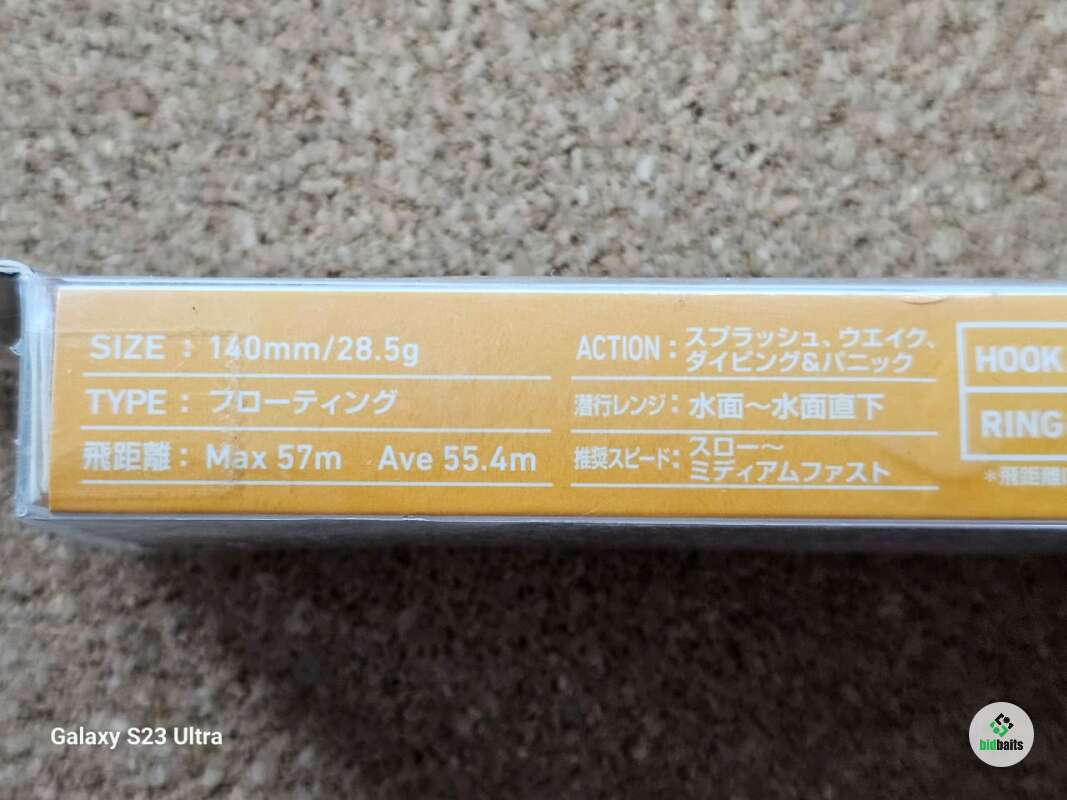 SIZE : 140mm/28.5g
TYPE : フローティング
飛距離 : Max 57m Ave 55.4m
ACTION : スプラッシュ、ウエイク、
ダイビング&パニック
潜行レンジ : 水面～水面直下
推奨スピード : スロー～
ミディアムファスト
HOOK
RING
*飛距離
Galaxy S23 Ultra
bidbaits